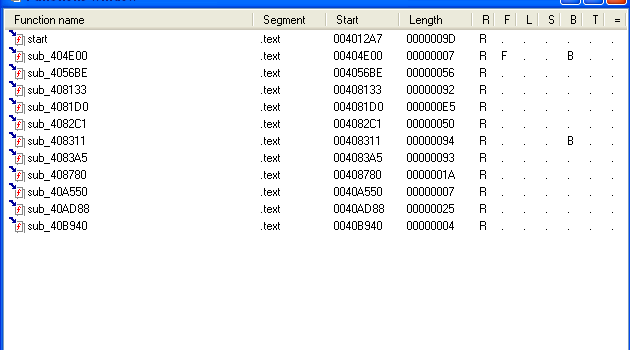 Function name Segment Start Length R F L S B T =
start .text 004012A7 0000009D R . . . . . .
sub_404E00 .text 00404E00 00000007 R F . . B . .
sub_4056BE .text 004056BE 00000056 R . . . . . .
sub_408133 .text 00408133 00000092 R . . . . . .
sub_4081D0 .text 004081D0 000000E5 R . . . . . .
sub_4082C1 .text 004082C1 00000050 R . . . . . .
sub_408311 .text 00408311 00000094 R . . . B . .
sub_4083A5 .text 004083A5 00000093 R . . . . . .
sub_408780 .text 00408780 0000001A R . . . . . .
sub_40A550 .text 0040A550 00000007 R . . . . . .
sub_40AD88 .text 0040AD88 00000025 R . . . . . .
sub_40B940 .text 0040B940 00000004 R . . . . . .